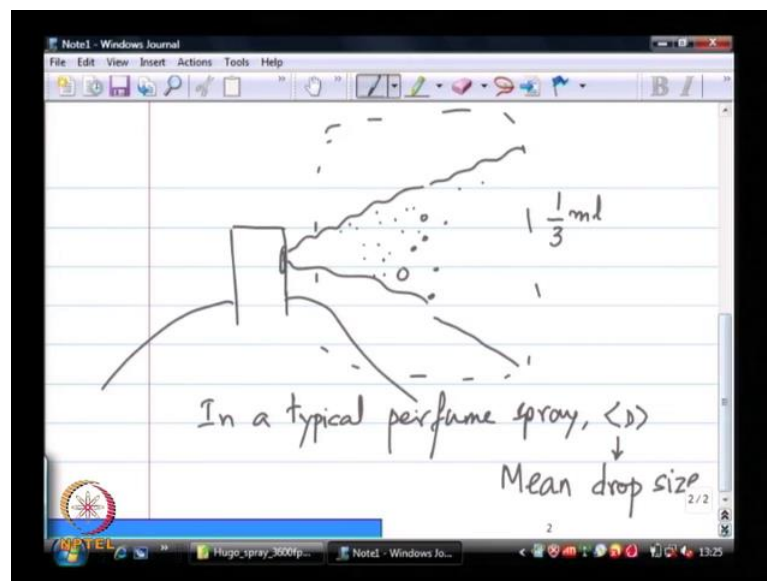 Note1 - Windows Journal
File Edit View Insert Actions Tools Help
B I
1/3 ml
In a typical perfume spray, <D>
↓
Mean drop size
2/2
2
NPTEL
Hugo_spray_3600fp...
Note1 - Windows Jo...
13:25